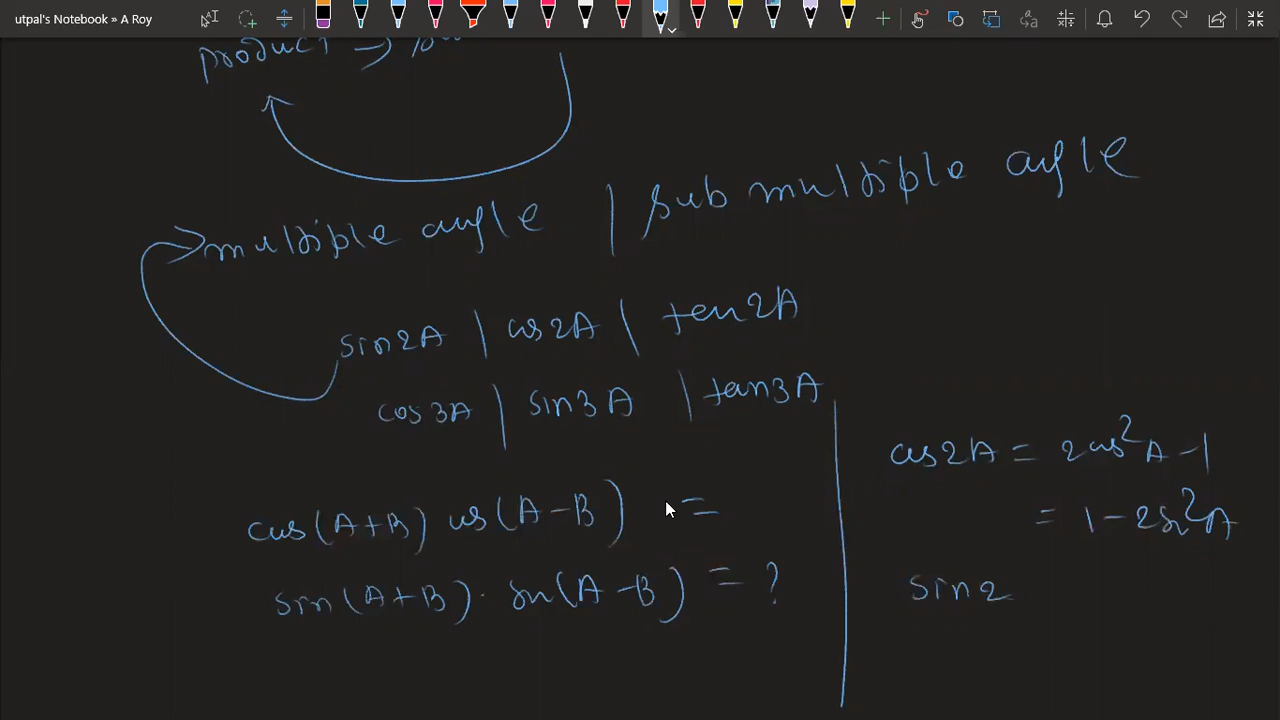 utpal's Notebook » A Roy
product →
multiple angle | sub multiple angle
sin2A | cos2A | tan2A
cos3A | sin3A | tan3A
cos(A+B) cos(A-B) =
sin(A+B)· sin(A-B) = ?
cos2A = 2cos²A -1
= 1-2sin²A
sin2